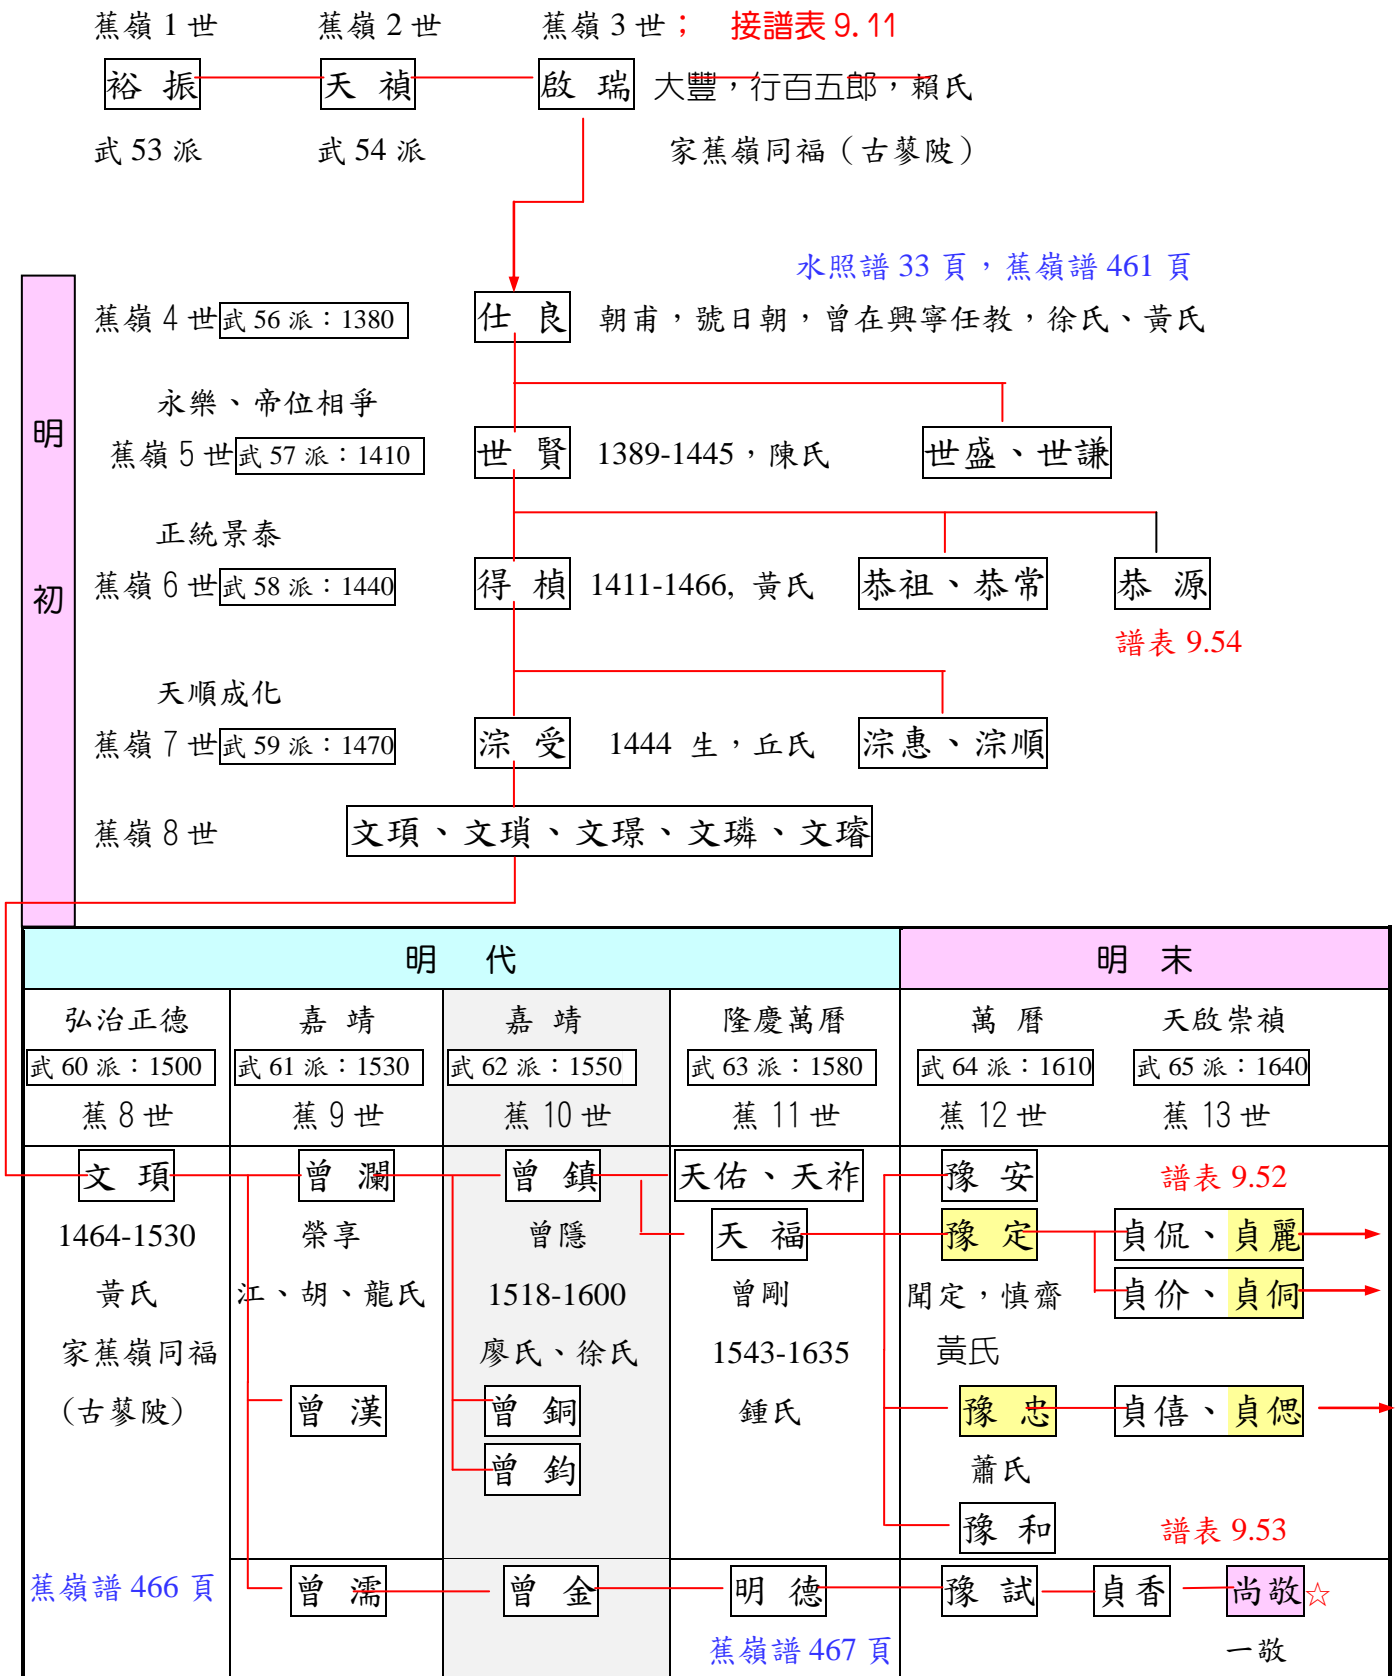 蕉嶺 1 世 蕉嶺 2 世 蕉嶺 3 世； 接譜表 9.11
裕 振 天 禎 啟 瑞 大豐，行百五郎，賴氏
武 53 派 武 54 派 家蕉嶺同福（古蓼陂）
水照譜 33 頁，蕉嶺譜 461 頁
蕉嶺 4 世 武 56 派：1380 仕 良 朝甫，號日朝，曾在興寧任教，徐氏、黃氏
永樂、帝位相爭
蕉嶺 5 世 武 57 派：1410 世 賢 1389-1445，陳氏 世盛、世謙
正統景泰
蕉嶺 6 世 武 58 派：1440 得 楨 1411-1466, 黃氏 恭祖、恭常 恭 源
譜表 9.54
天順成化
蕉嶺 7 世 武 59 派：1470 淙 受 1444 生，丘氏 淙惠、淙順
蕉嶺 8 世 文頊、文瑣、文璟、文璘、文璿
明初
明 代 明 末
弘治正德 嘉 靖 嘉 靖 隆慶萬曆 萬 曆 天啟崇禎
武 60 派：1500 武 61 派：1530 武 62 派：1550 武 63 派：1580 武 64 派：1610 武 65 派：1640
蕉 8 世 蕉 9 世 蕉 10 世 蕉 11 世 蕉 12 世 蕉 13 世
文 頊 曾 瀾 曾 鎮 天佑、天祚 豫 安 譜表 9.52
1464-1530 榮享 曾隱 天 福 豫 定 貞侃、貞麗
黃氏 江、胡、龍氏 1518-1600 曾剛 聞定，慎齋 貞价、貞侗
家蕉嶺同福 廖氏、徐氏 1543-1635 黃氏
（古蓼陂） 曾 漢 曾 銅 鍾氏 豫 忠 貞僖、貞偲
曾 鈞 蕭氏
豫 和 譜表 9.53
蕉嶺譜 466 頁 曾 濡 曾 金 明 德 豫 試 貞香 尚敬☆
蕉嶺譜 467 頁 一敬